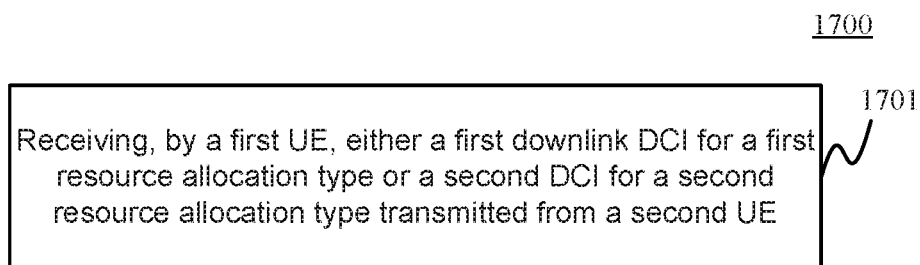 1700
1701
Receiving, by a first UE, either a first downlink DCI for a first
resource allocation type or a second DCI for a second
resource allocation type transmitted from a second UE